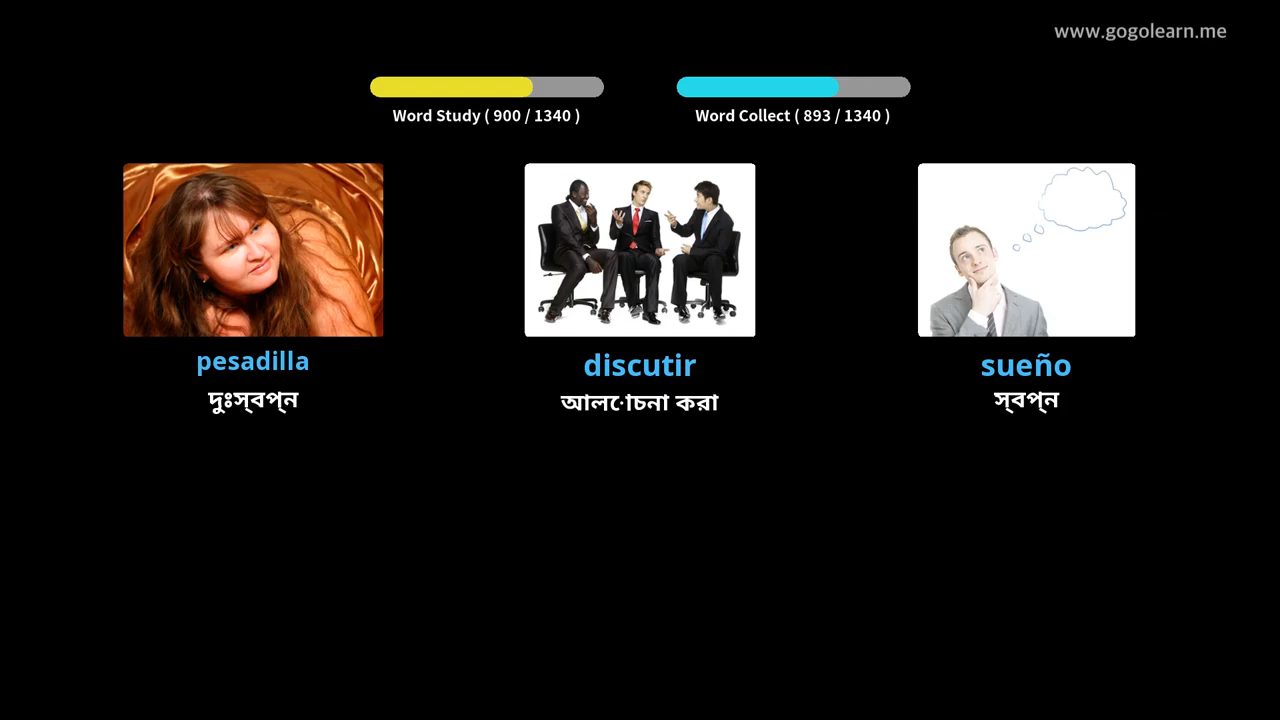 www.gogolearn.me
Word Study ( 900 / 1340 )
Word Collect ( 893 / 1340 )
pesadilla
discutir
sueño
দুঃস্বপ্ন
আলোচনা করা
স্বপ্ন